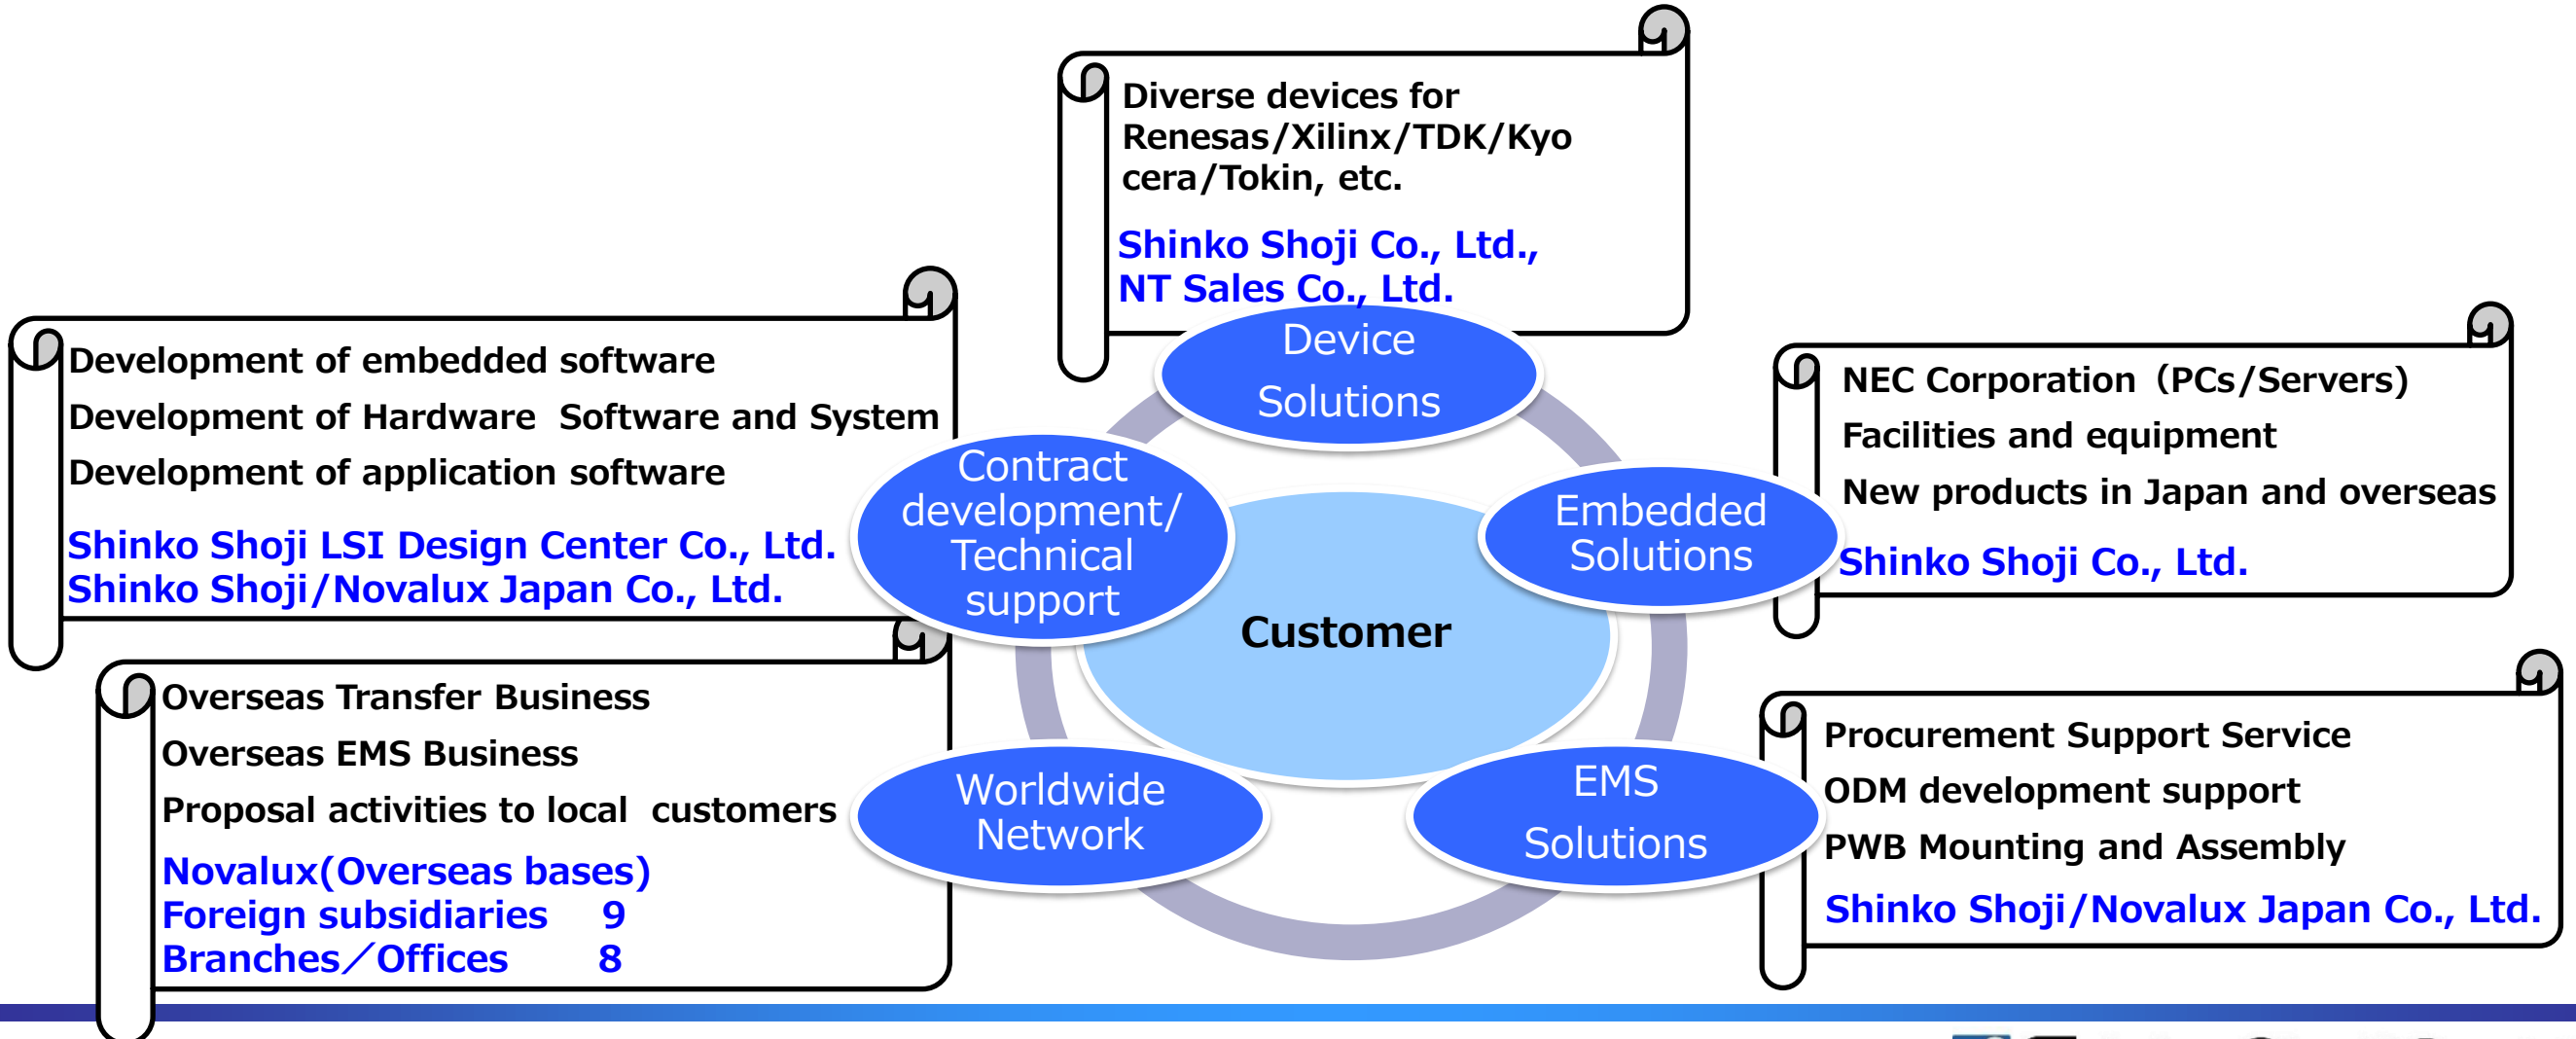 Diverse devices for
Renesas/Xilinx/TDK/Kyo
cera/Tokin, etc.
Shinko Shoji Co., Ltd.,
NT Sales Co., Ltd.
Device
Solutions
Development of embedded software
Development of Hardware  Software and System
Development of application software
Shinko Shoji LSI Design Center Co., Ltd.
Shinko Shoji/Novalux Japan Co., Ltd.
Contract
development/
Technical
support
NEC Corporation（PCs/Servers)
Facilities and equipment
New products in Japan and overseas
Shinko Shoji Co., Ltd.
Embedded
Solutions
Customer
Overseas Transfer Business
Overseas EMS Business
Proposal activities to local  customers
Novalux(Overseas bases)
Foreign subsidiaries    9
Branches／Offices    8
Worldwide
Network
EMS
Solutions
Procurement Support Service
ODM development support
PWB Mounting and Assembly
Shinko Shoji/Novalux Japan Co., Ltd.